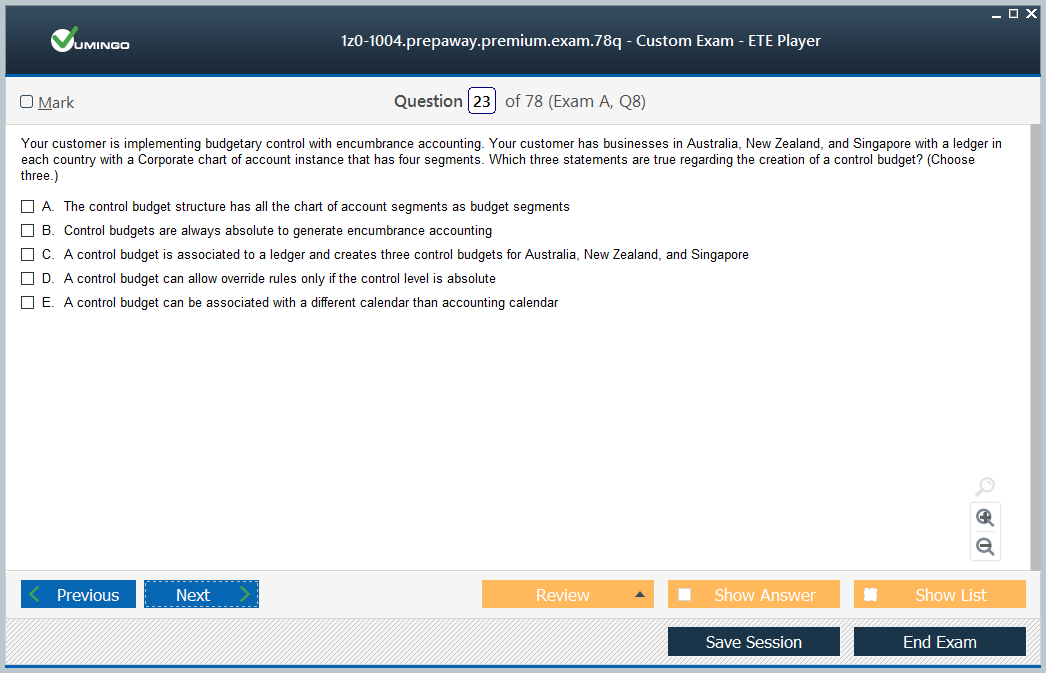 VUMINGO
1z0-1004.prepaway.premium.exam.78q - Custom Exam - ETE Player
Mark
Question 23 of 78 (Exam A, Q8)
Your customer is implementing budgetary control with encumbrance accounting. Your customer has businesses in Australia, New Zealand, and Singapore with a ledger in
each country with a Corporate chart of account instance that has four segments. Which three statements are true regarding the creation of a control budget? (Choose
three.)
A. The control budget structure has all the chart of account segments as budget segments
B. Control budgets are always absolute to generate encumbrance accounting
C. A control budget is associated to a ledger and creates three control budgets for Australia, New Zealand, and Singapore
D. A control budget can allow override rules only if the control level is absolute
E. A control budget can be associated with a different calendar than accounting calendar
Previous
Next
Review
Show Answer
Show List
Save Session
End Exam